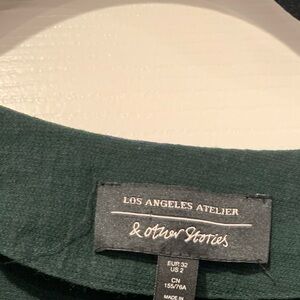 LOS ANGELES ATELIER
& Other Stories
EUR 32
US 2
CN
155/76A
MADE IN